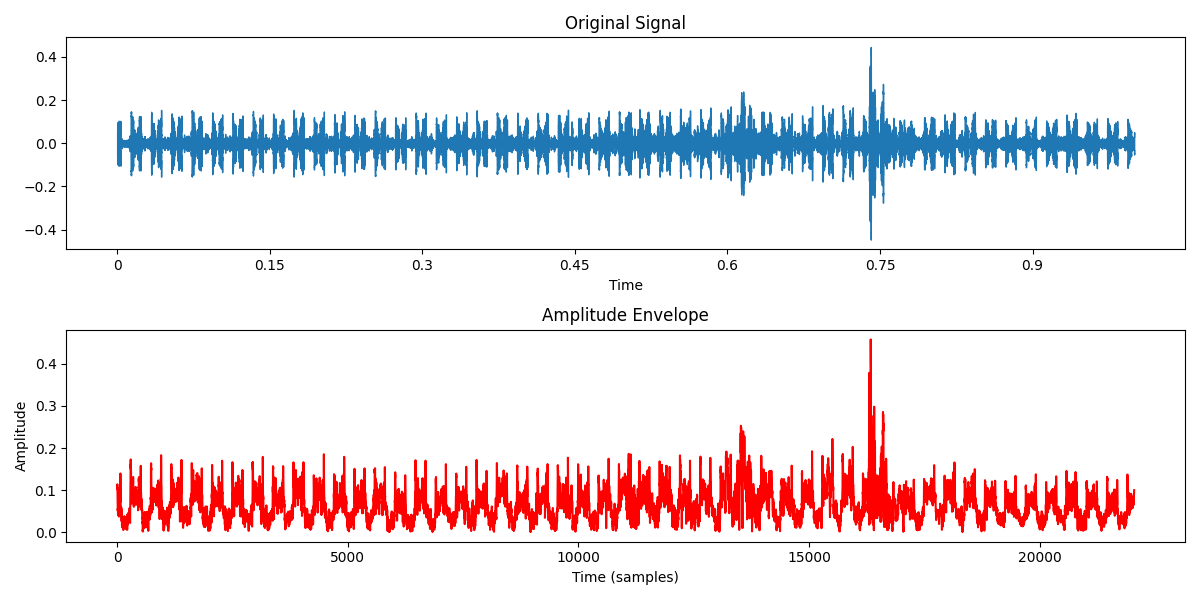 Original Signal
0.4
0.2
0.0
−0.2
−0.4
0 0.15 0.3 0.45 0.6 0.75 0.9
Time
Amplitude Envelope
Amplitude
0.4
0.3
0.2
0.1
0.0
0 5000 10000 15000 20000
Time (samples)